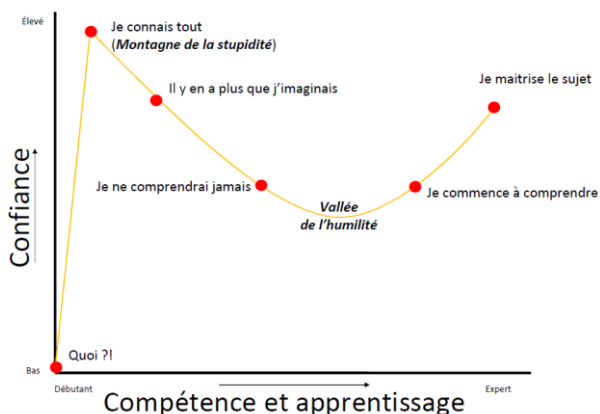 Élevé
Je connais tout
(Montagne de la stupidité)
Il y en a plus que j’imaginais
Je maitrise le sujet
Je ne comprendrai jamais
Vallée
de l’humilité
Je commence à comprendre
Confiance
Quoi ?!
Bas
Débutant
Expert
Compétence et apprentissage